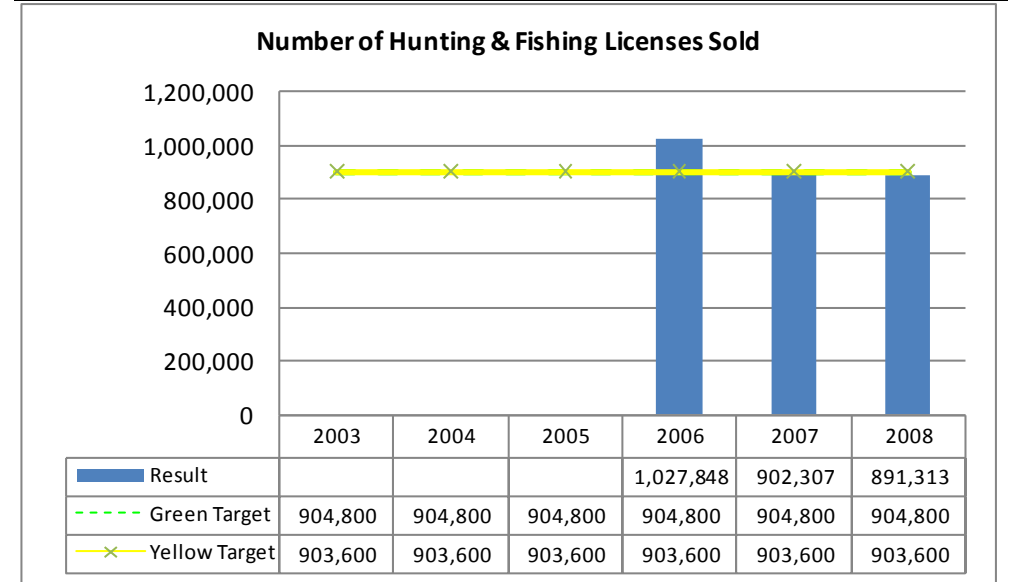 Number of Hunting & Fishing Licenses Sold
1,200,000
1,000,000
800,000
600,000
400,000
200,000
0
2003 2004 2005 2006 2007 2008
Result 1,027,848 902,307 891,313
Green Target 904,800 904,800 904,800 904,800 904,800 904,800
Yellow Target 903,600 903,600 903,600 903,600 903,600 903,600